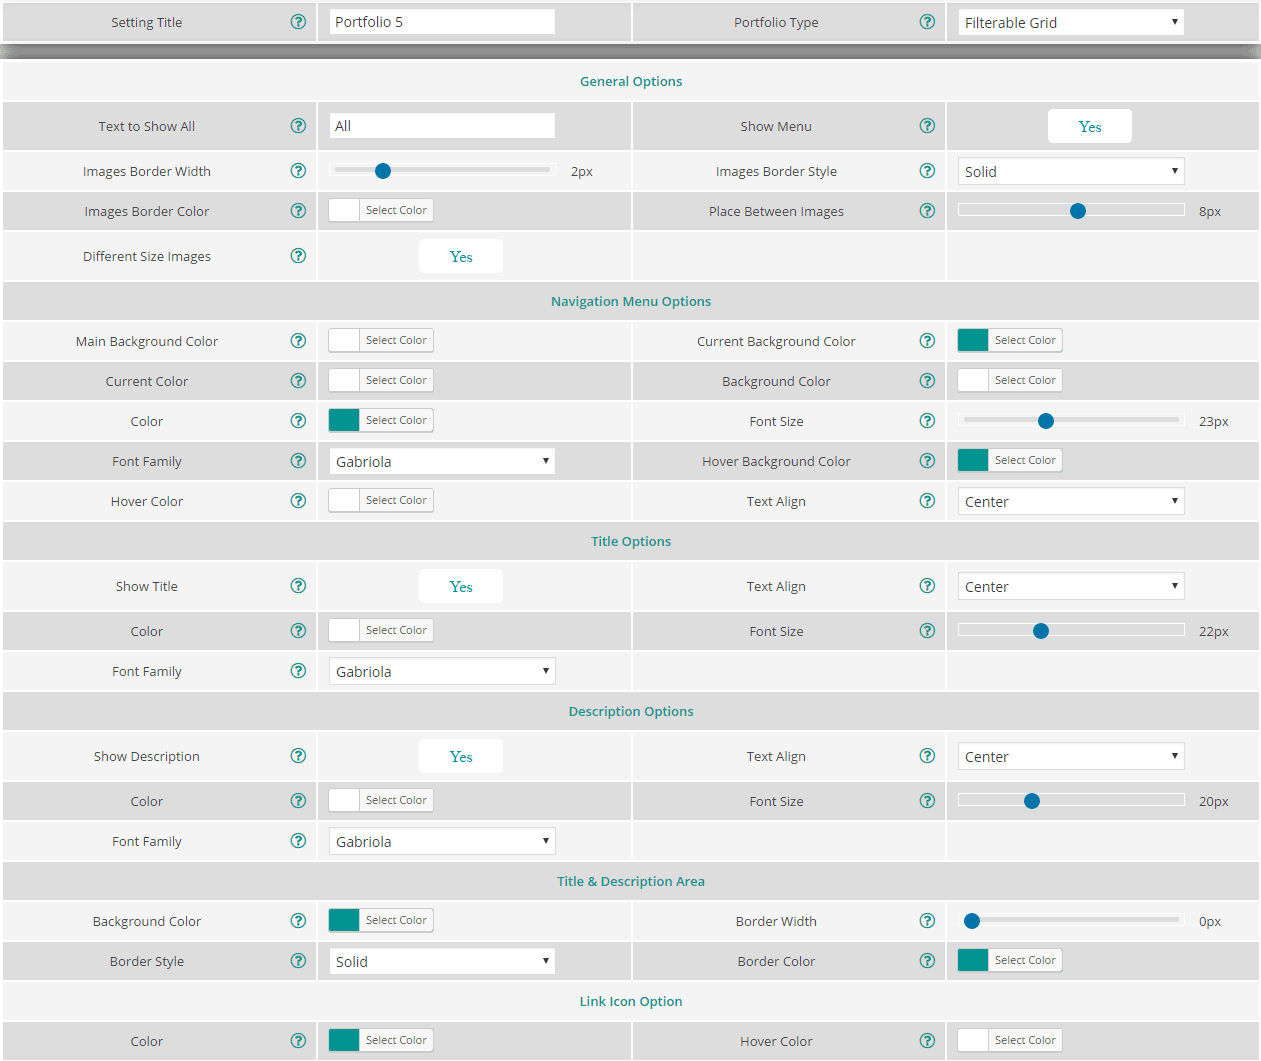 Setting Title ? Portfolio 5 Portfolio Type ? Filterable Grid
General Options
Text to Show All ? All Show Menu ? Yes
Images Border Width ? 2px Images Border Style ? Solid
Images Border Color ? Select Color Place Between Images ? 8px
Different Size Images ? Yes
Navigation Menu Options
Main Background Color ? Select Color Current Background Color ? Select Color
Current Color ? Select Color Background Color ? Select Color
Color ? Select Color Font Size ? 23px
Font Family ? Gabriola Hover Background Color ? Select Color
Hover Color ? Select Color Text Align ? Center
Title Options
Show Title ? Yes Text Align ? Center
Color ? Select Color Font Size ? 22px
Font Family ? Gabriola
Description Options
Show Description ? Yes Text Align ? Center
Color ? Select Color Font Size ? 20px
Font Family ? Gabriola
Title & Description Area
Background Color ? Select Color Border Width ? 0px
Border Style ? Solid Border Color ? Select Color
Link Icon Option
Color ? Select Color Hover Color ? Select Color